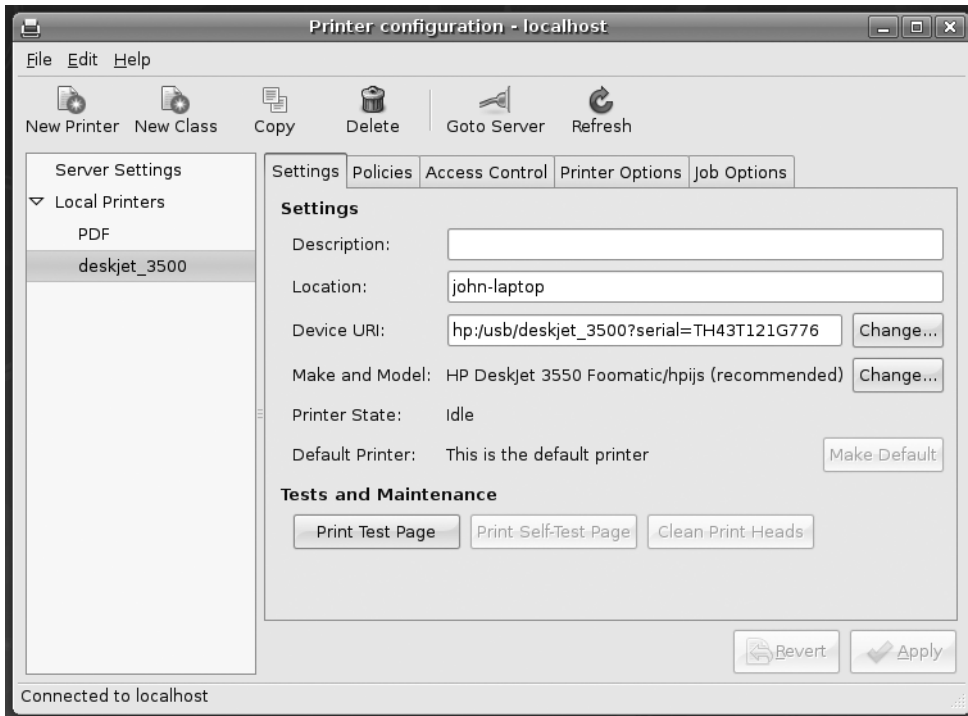 Printer configuration - localhost
File Edit Help
New Printer New Class Copy Delete Goto Server Refresh
Server Settings
Local Printers
PDF
deskjet_3500
Settings Policies Access Control Printer Options Job Options
Settings
Description:
Location: john-laptop
Device URI: hp:/usb/deskjet_3500?serial=TH43T121G776 Change...
Make and Model: HP DeskJet 3550 Foomatic/hpijs (recommended) Change...
Printer State: Idle
Default Printer: This is the default printer Make Default
Tests and Maintenance
Print Test Page Print Self-Test Page Clean Print Heads
Revert Apply
Connected to localhost